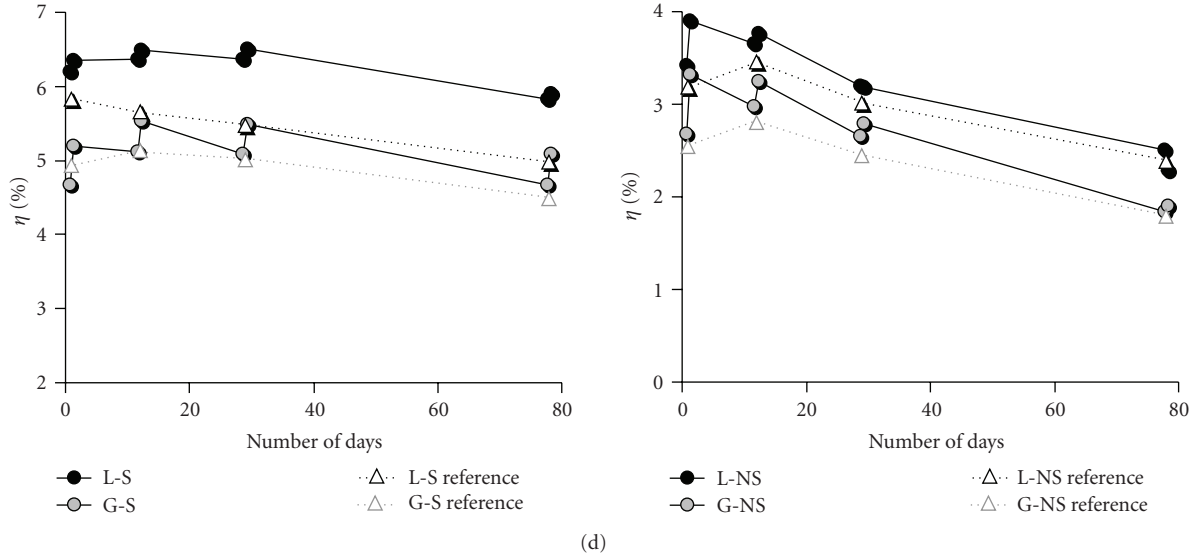 7
6
5
4
3
2
η (%)
0 20 40 60 80
Number of days
L-S
G-S
L-S reference
G-S reference
4
3
2
1
0
η (%)
0 20 40 60 80
Number of days
L-NS
G-NS
L-NS reference
G-NS reference
(d)